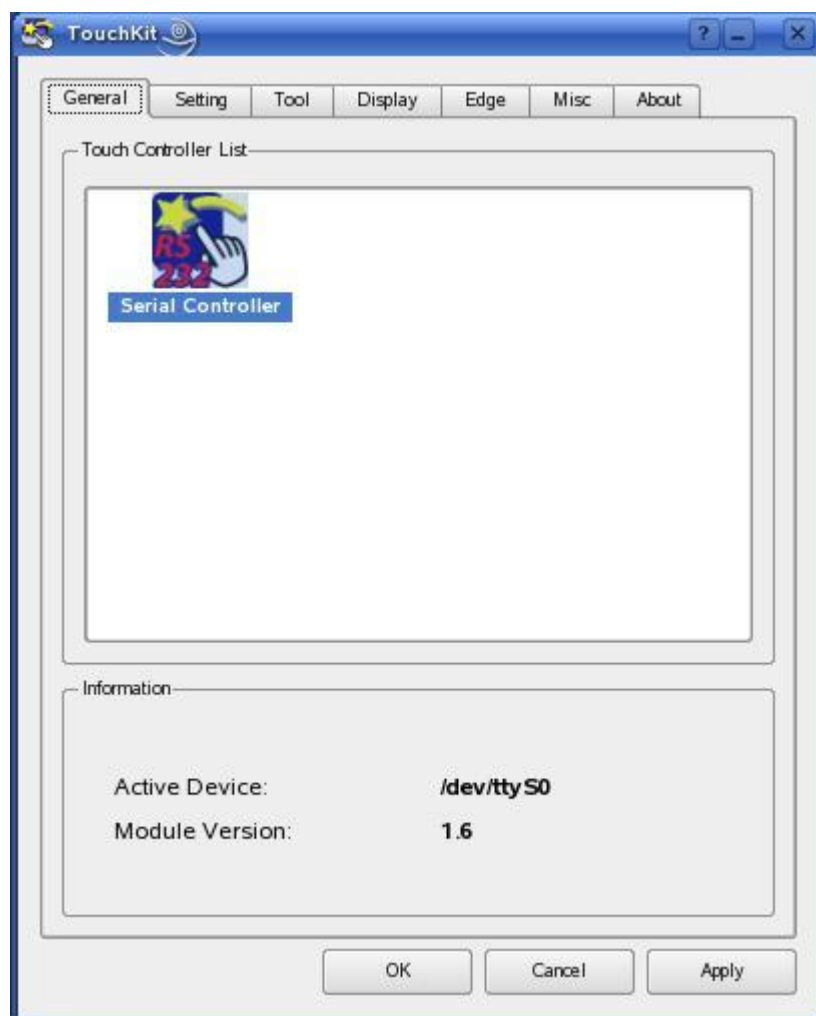 TouchKit
?
General Setting Tool Display Edge Misc About
Touch Controller List
RS
232
Serial Controller
Information
Active Device: /dev/ttyS0
Module Version: 1.6
OK Cancel Apply